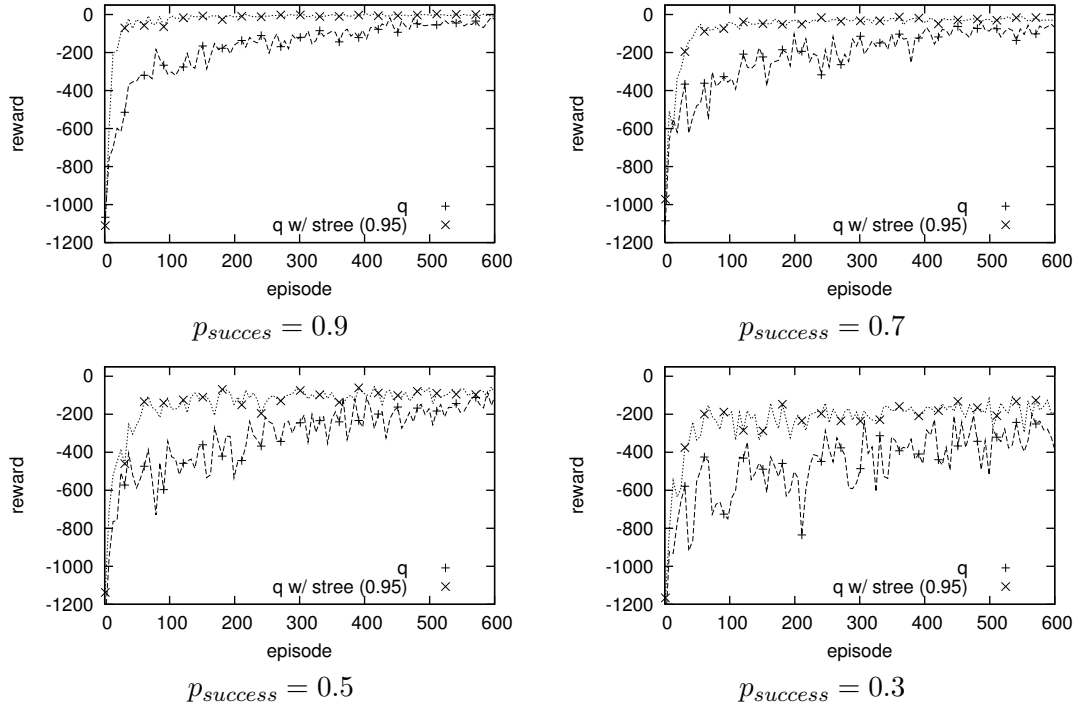 0
-200
-400
-600
-800
-1000
-1200
reward
q
q w/ stree (0.95)
0 100 200 300 400 500 600
episode
p_succes = 0.9
0
-200
-400
-600
-800
-1000
-1200
reward
q
q w/ stree (0.95)
0 100 200 300 400 500 600
episode
p_success = 0.7
0
-200
-400
-600
-800
-1000
-1200
reward
q
q w/ stree (0.95)
0 100 200 300 400 500 600
episode
p_success = 0.5
0
-200
-400
-600
-800
-1000
-1200
reward
q
q w/ stree (0.95)
0 100 200 300 400 500 600
episode
p_success = 0.3